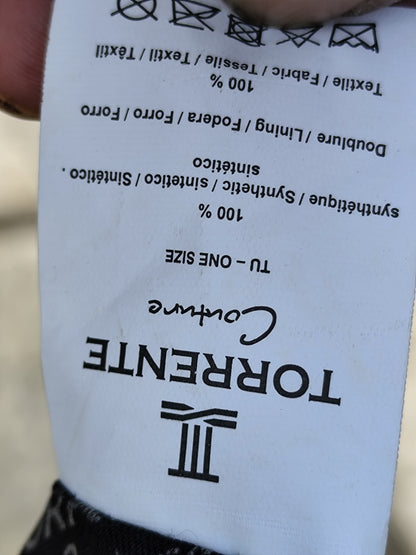 TORRENTE
Couture
TU – ONE SIZE
100 %
synthétique / Synthetic / sintetico / Sintético / Sintético .
sintético
Doublure / Lining / Fodera / Forro / Forro
100 %
Textile / Fabric / Tessile / Textil / Têxtil